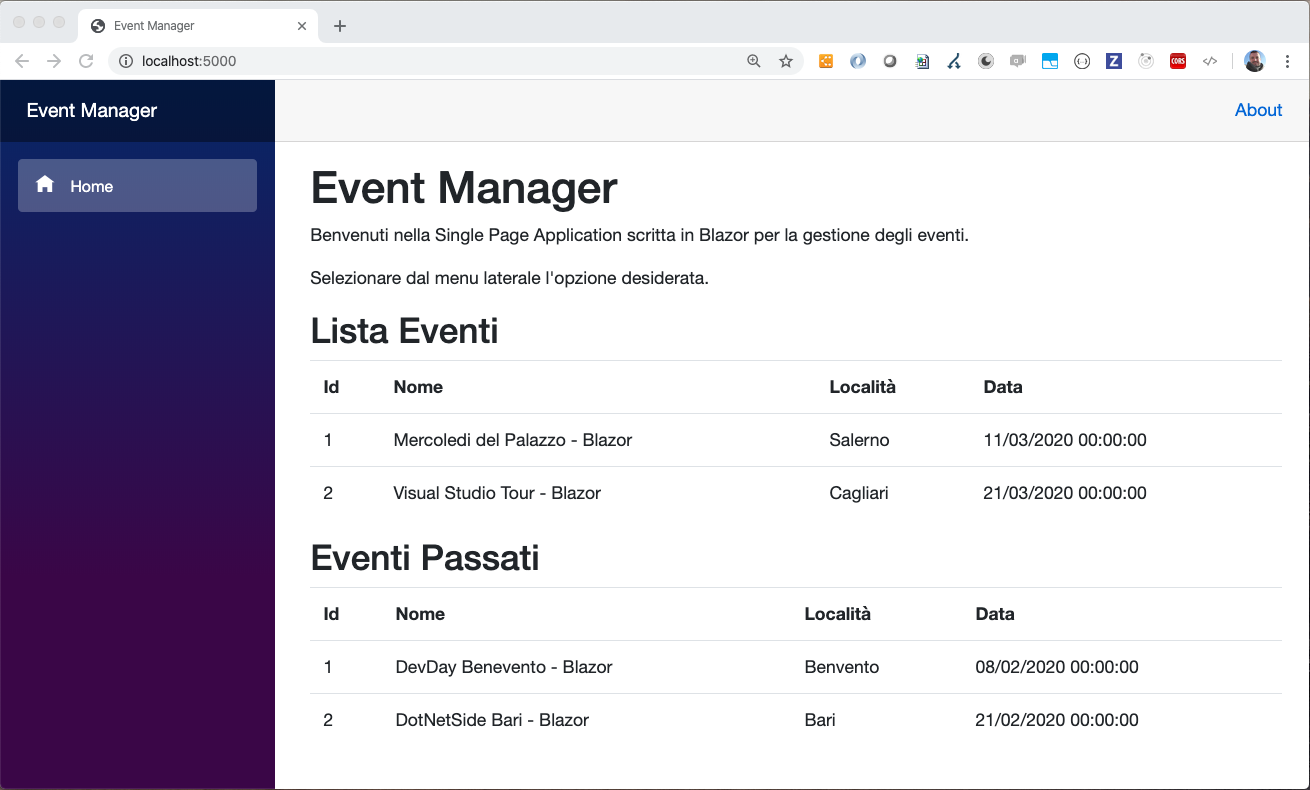 Event Manager
localhost:5000
CORS
Z
Event Manager
About
Home
Event Manager
Benvenuti nella Single Page Application scritta in Blazor per la gestione degli eventi.
Selezionare dal menu laterale l'opzione desiderata.
Lista Eventi
Id Nome Località Data
1 Mercoledi del Palazzo - Blazor Salerno 11/03/2020 00:00:00
2 Visual Studio Tour - Blazor Cagliari 21/03/2020 00:00:00
Eventi Passati
Id Nome Località Data
1 DevDay Benevento - Blazor Benvento 08/02/2020 00:00:00
2 DotNetSide Bari - Blazor Bari 21/02/2020 00:00:00